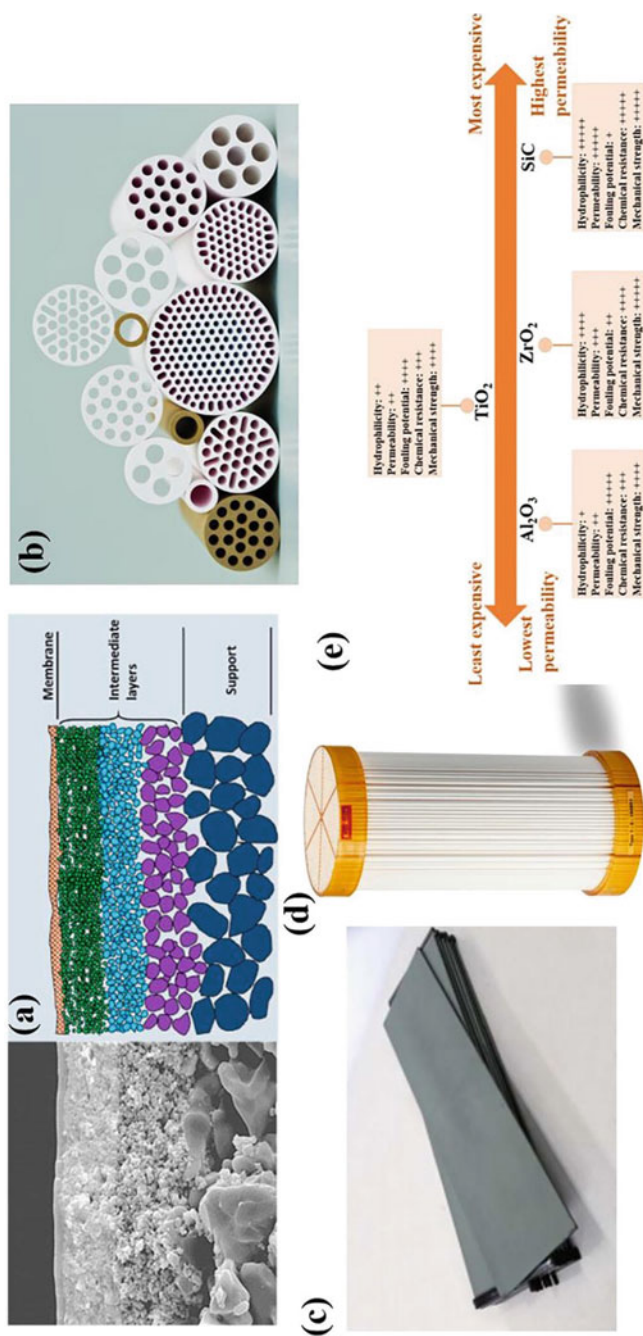 (a)
Membrane
Intermediate
layers
Support
(b)
(c)
(d)
(e)
Hydrophilicity: ++
Permeability: ++
Fouling potential: ++++
Chemical resistance: +++
Mechanical strength: ++++
TiO₂
Least expensive
Most expensive
Lowest
permeability
Highest
permeability
Al₂O₃
ZrO₂
SiC
Hydrophilicity: +
Permeability: ++
Fouling potential: +++++
Chemical resistance: +++
Mechanical strength: ++++
Hydrophilicity: ++++
Permeability: +++
Fouling potential: ++
Chemical resistance: ++++
Mechanical strength: +++++
Hydrophilicity: +++++
Permeability: +++++
Fouling potential: +
Chemical resistance: +++++
Mechanical strength: +++++